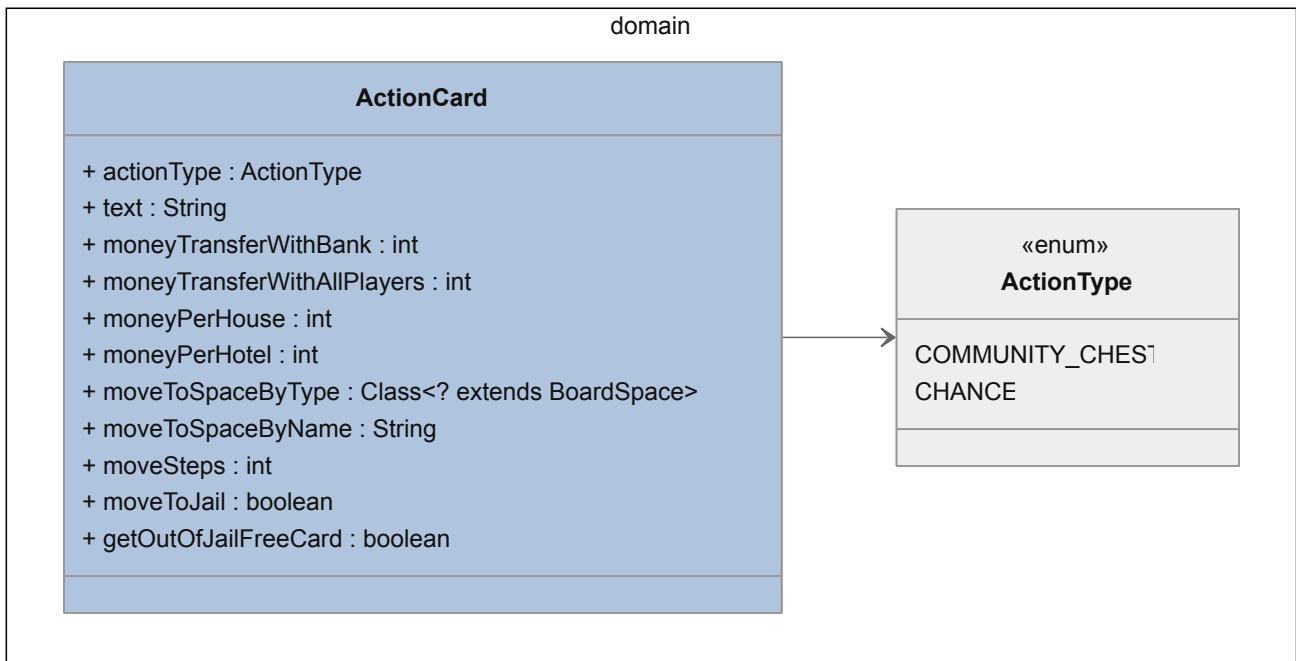 domain
ActionCard
+ actionType : ActionType
+ text : String
+ moneyTransferWithBank : int
+ moneyTransferWithAllPlayers : int
+ moneyPerHouse : int
+ moneyPerHotel : int
+ moveToSpaceByType : Class<? extends BoardSpace>
+ moveToSpaceByName : String
+ moveSteps : int
+ moveToJail : boolean
+ getOutOfJailFreeCard : boolean
«enum»
ActionType
COMMUNITY_CHEST
CHANCE